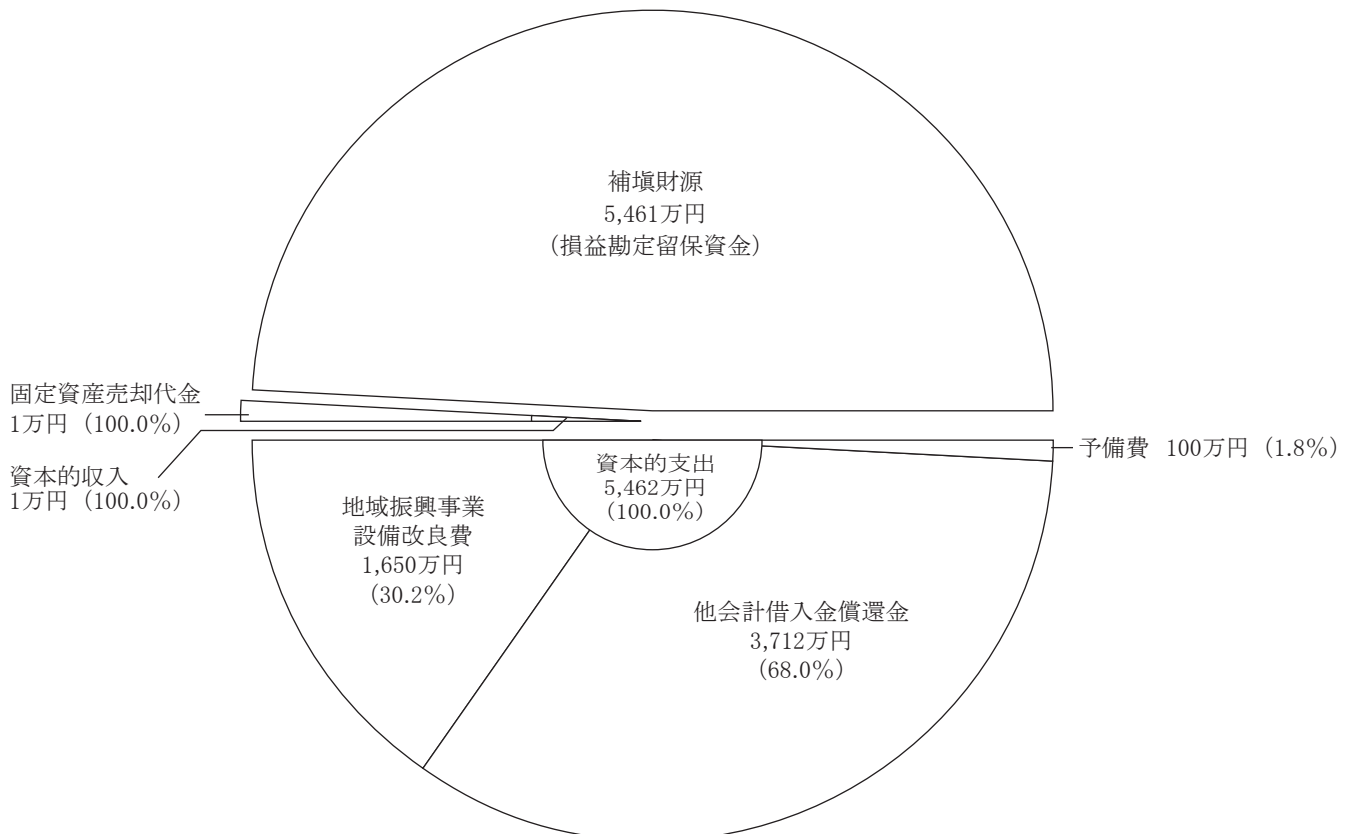 補塡財源
5,461万円
（損益勘定留保資金）
固定資産売却代金
1万円（100.0％）
資本的収入
1万円（100.0％）
資本的支出
5,462万円
（100.0％）
予備費 100万円（1.8％）
地域振興事業
設備改良費
1,650万円
（30.2％）
他会計借入金償還金
3,712万円
（68.0％）